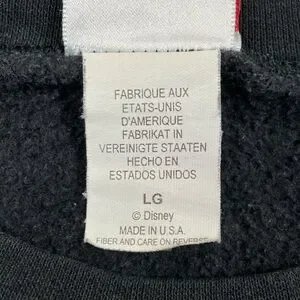 FABRIQUE AUX
ETATS-UNIS
D'AMERIQUE
FABRIKAT IN
VEREINIGTE STAATEN
HECHO EN
ESTADOS UNIDOS
LG
© Disney
MADE IN U.S.A.
FIBER AND CARE ON REVERSE